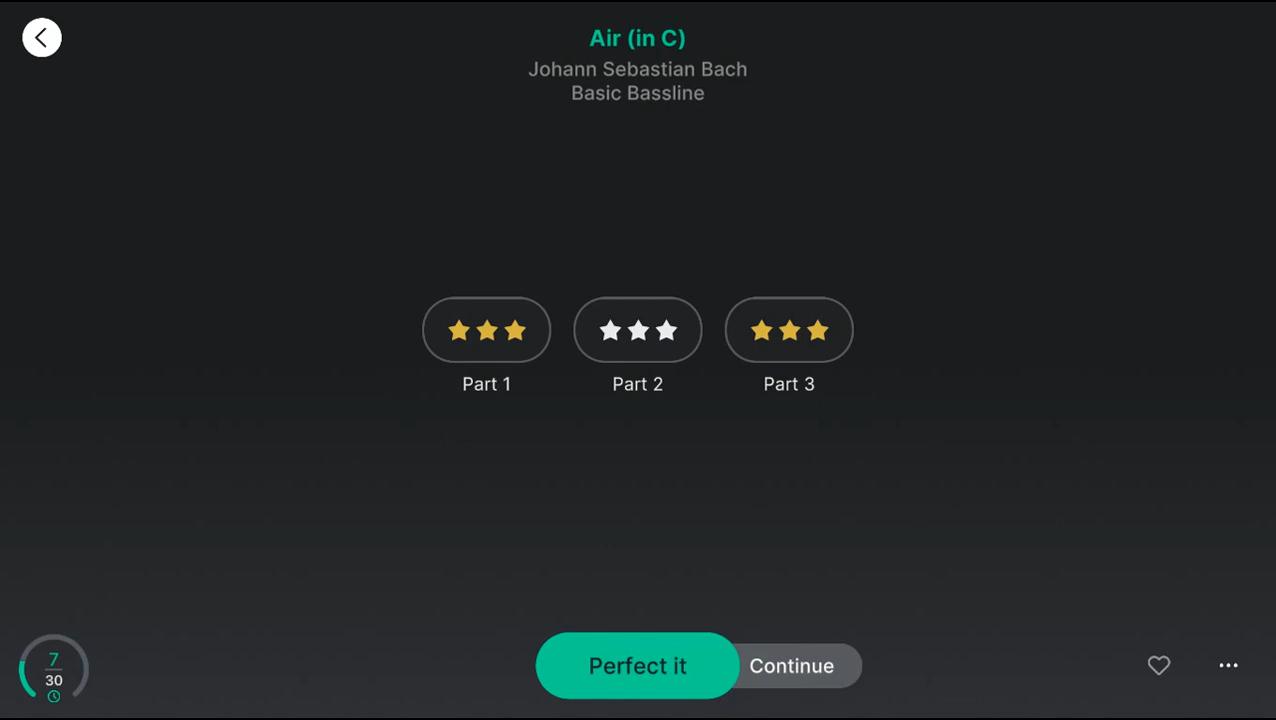 Air (in C)
Johann Sebastian Bach
Basic Bassline
Part 1
Part 2
Part 3
7
30
Perfect it
Continue